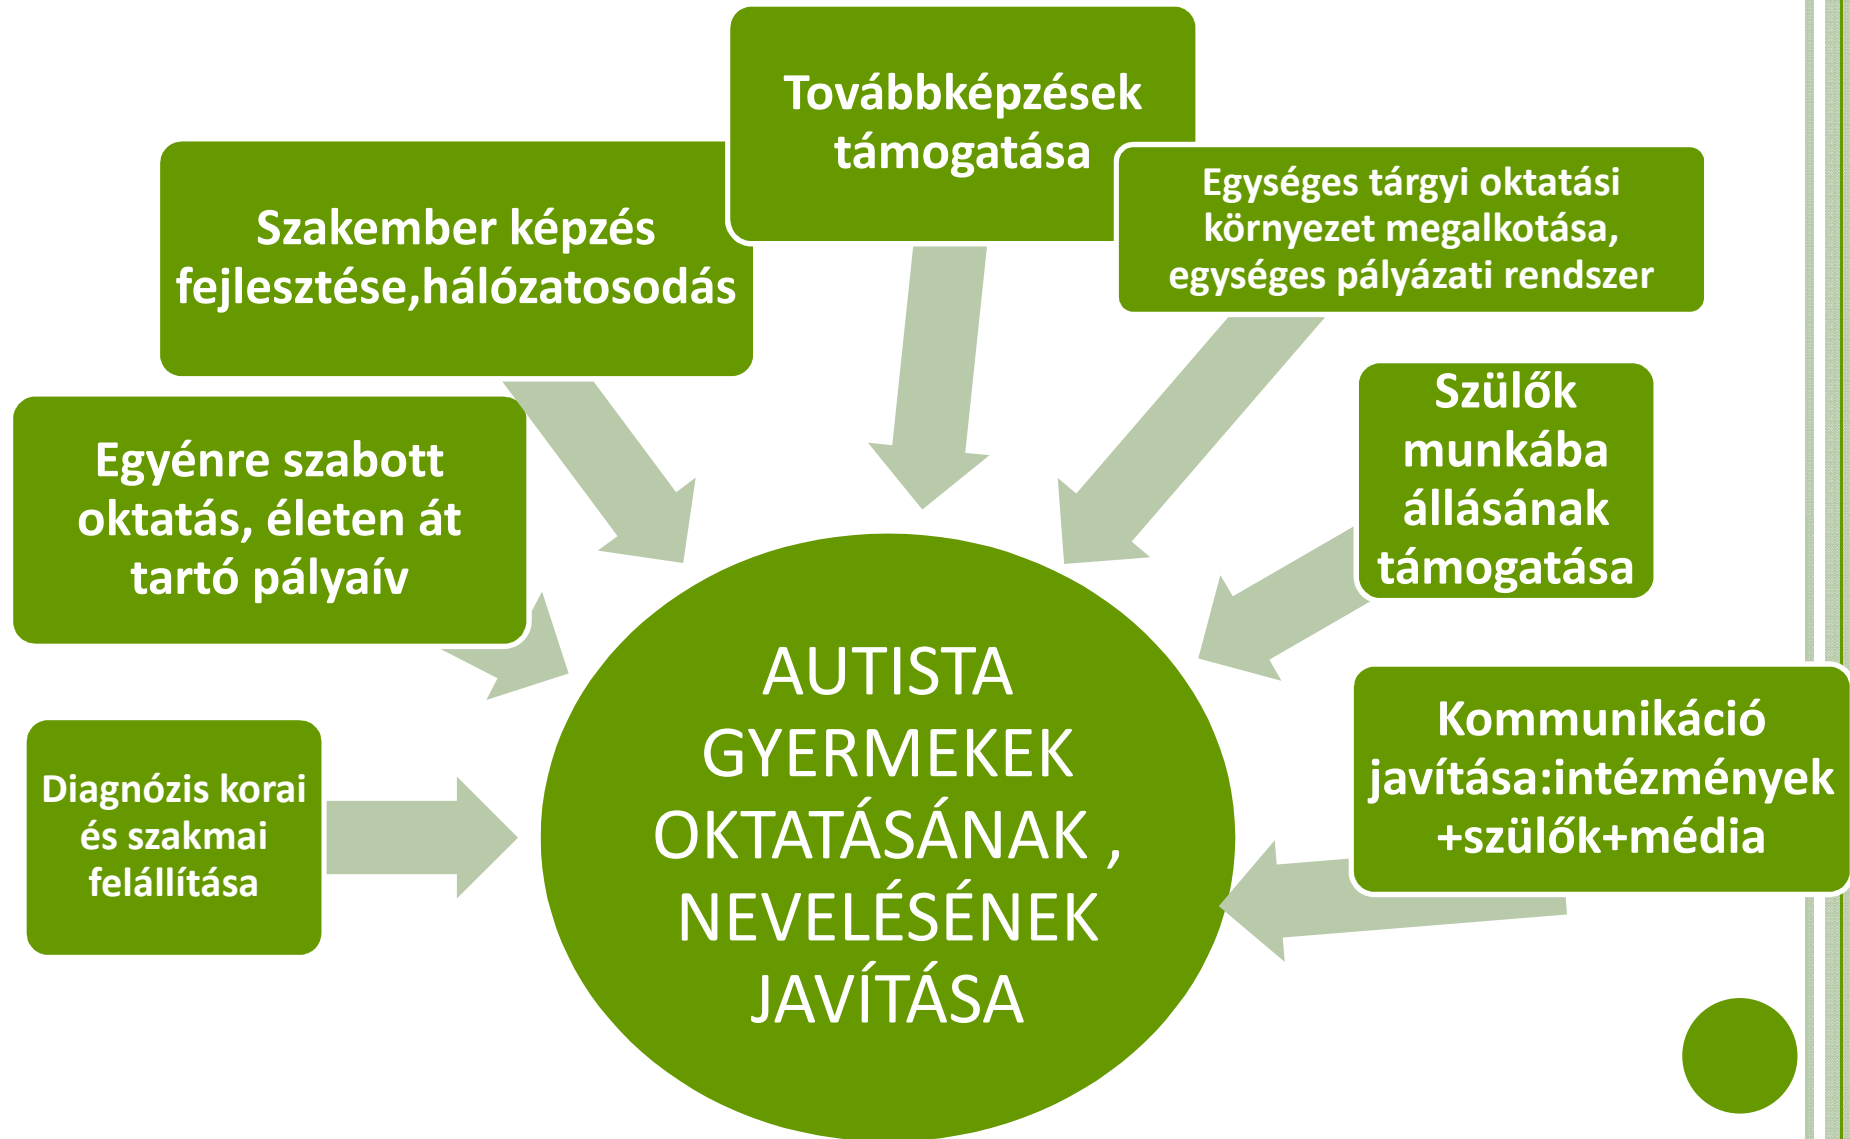 Továbbképzések
támogatása
Szakember képzés
fejlesztése,hálózatosodás
Egységes tárgyi oktatási
környezet megalkotása,
egységes pályázati rendszer
Egyénre szabott
oktatás, életen át
tartó pályaív
Szülők
munkába
állásának
támogatása
Diagnózis korai
és szakmai
felállítása
Kommunikáció
javítása:intézmények
+szülők+média
AUTISTA
GYERMEKEK
OKTATÁSÁNAK ,
NEVELÉSÉNEK
JAVÍTÁSA